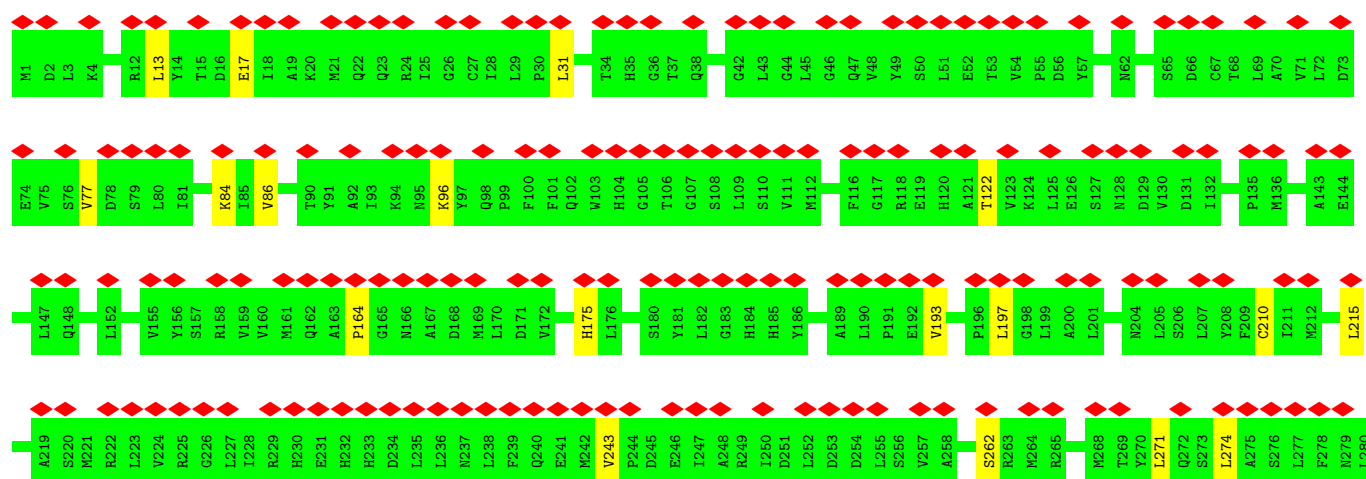 M1 D2 L3 K4 R12 L13 Y14 T15 D16 E17 I18 A19 K20 M21 Q22 Q23 R24 I25 G26 C27 I28 L29 P30 L31 T34 H35 G36 T37 Q38 G42 L43 G44 L45 G46 Q47 V48 Y49 S50 L51 E52 T53 V54 P55 D56 Y57 N62 S65 D66 C67 T68 L69 A70 V71 L72 D73
E74 V75 S76 V77 D78 S79 L80 I81 K84 I85 V86 T90 Y91 A92 I93 K94 N95 K96 Y97 Q98 P99 F100 F101 Q102 W103 H104 G105 T106 G107 S108 L109 S110 V111 M112 F116 G117 R118 E119 H120 A121 T122 V123 K124 L125 E126 S127 N128 D129 V130 D131 I132 P135 M136 A143 E144
L147 Q148 L152 V155 Y156 S157 R158 V159 V160 M161 Q162 A163 P164 G165 N166 A167 D168 M169 L170 D171 V172 H175 L176 S180 Y181 L182 G183 H184 H185 Y186 A189 L190 P191 E192 V193 P196 L197 G198 L199 A200 L201 N204 L205 S206 L207 Y208 F209 C210 I211 M212 L215
A219 S220 M221 R222 L223 V224 R225 G226 L227 I228 R229 H230 E231 H232 H233 D234 L235 L236 N237 L238 F239 Q240 E241 M242 V243 P244 D245 E246 I247 A248 R249 I250 D251 L252 D253 D254 L255 S256 V257 A258 S262 R263 M264 R265 M268 T269 Y270 L271 Q272 S273 L274 A275 S276 L277 F278 N279 L280